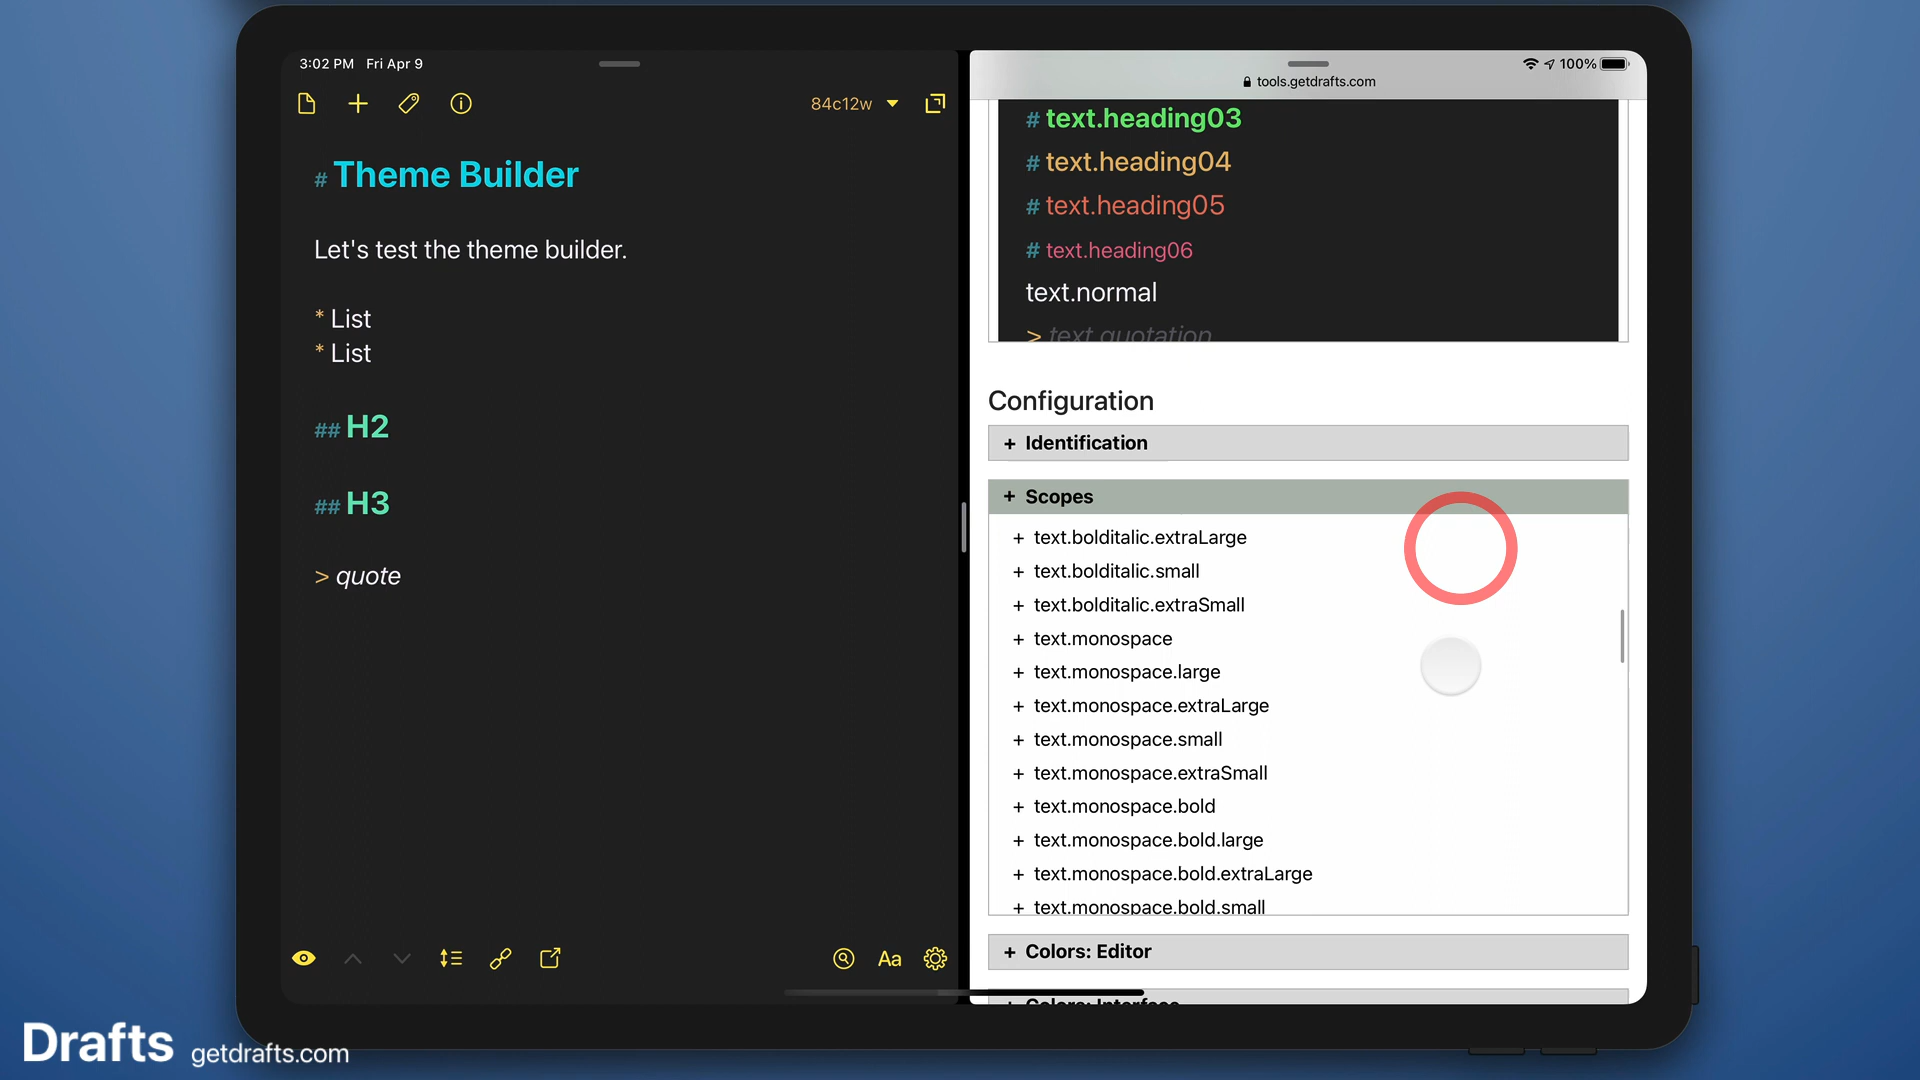 3:02 PM Fri Apr 9
84c12w
# Theme Builder
Let's test the theme builder.
* List
* List
## H2
## H3
> quote
Aa
100%
tools.getdrafts.com
# text.heading03
# text.heading04
# text.heading05
# text.heading06
text.normal
> text.quotation
Configuration
+ Identification
+ Scopes
+ text.bolditalic.extraLarge
+ text.bolditalic.small
+ text.bolditalic.extraSmall
+ text.monospace
+ text.monospace.large
+ text.monospace.extraLarge
+ text.monospace.small
+ text.monospace.extraSmall
+ text.monospace.bold
+ text.monospace.bold.large
+ text.monospace.bold.extraLarge
+ text.monospace.bold.small
+ Colors: Editor
+ Colors: Interface
Drafts getdrafts.com